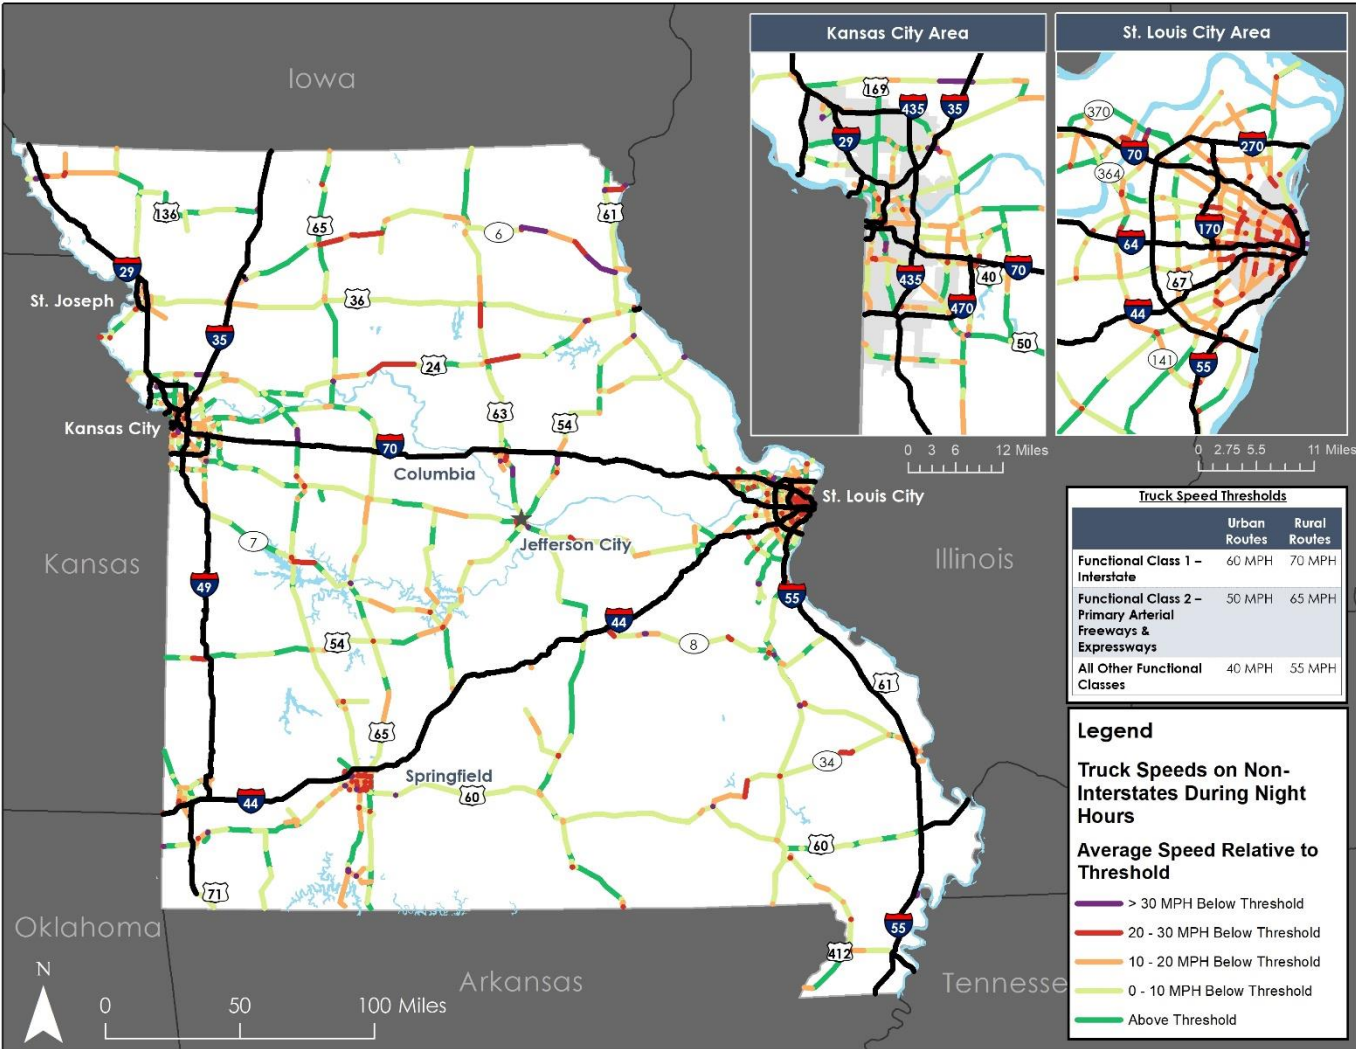 Kansas City Area
169
435
35
29
435
40
70
470
50
0 3 6 12 Miles
St. Louis City Area
370
70
270
364
170
64
67
44
141
55
0 2.75 5.5 11 Miles
Iowa
136
65
6
61
29
St. Joseph
36
35
24
63
54
Kansas City
70
Columbia
St. Louis City
Jefferson City
7
Kansas
Illinois
49
55
44
54
8
61
65
34
Springfield
60
44
60
71
Oklahoma
55
412
Arkansas
Tennesse
N
0 50 100 Miles
Truck Speed Thresholds
Urban Routes Rural Routes
Functional Class 1 – Interstate 60 MPH 70 MPH
Functional Class 2 – Primary Arterial Freeways & Expressways 50 MPH 65 MPH
All Other Functional Classes 40 MPH 55 MPH
Legend
Truck Speeds on Non-
Interstates During Night
Hours
Average Speed Relative to
Threshold
> 30 MPH Below Threshold
20 - 30 MPH Below Threshold
10 - 20 MPH Below Threshold
0 - 10 MPH Below Threshold
Above Threshold